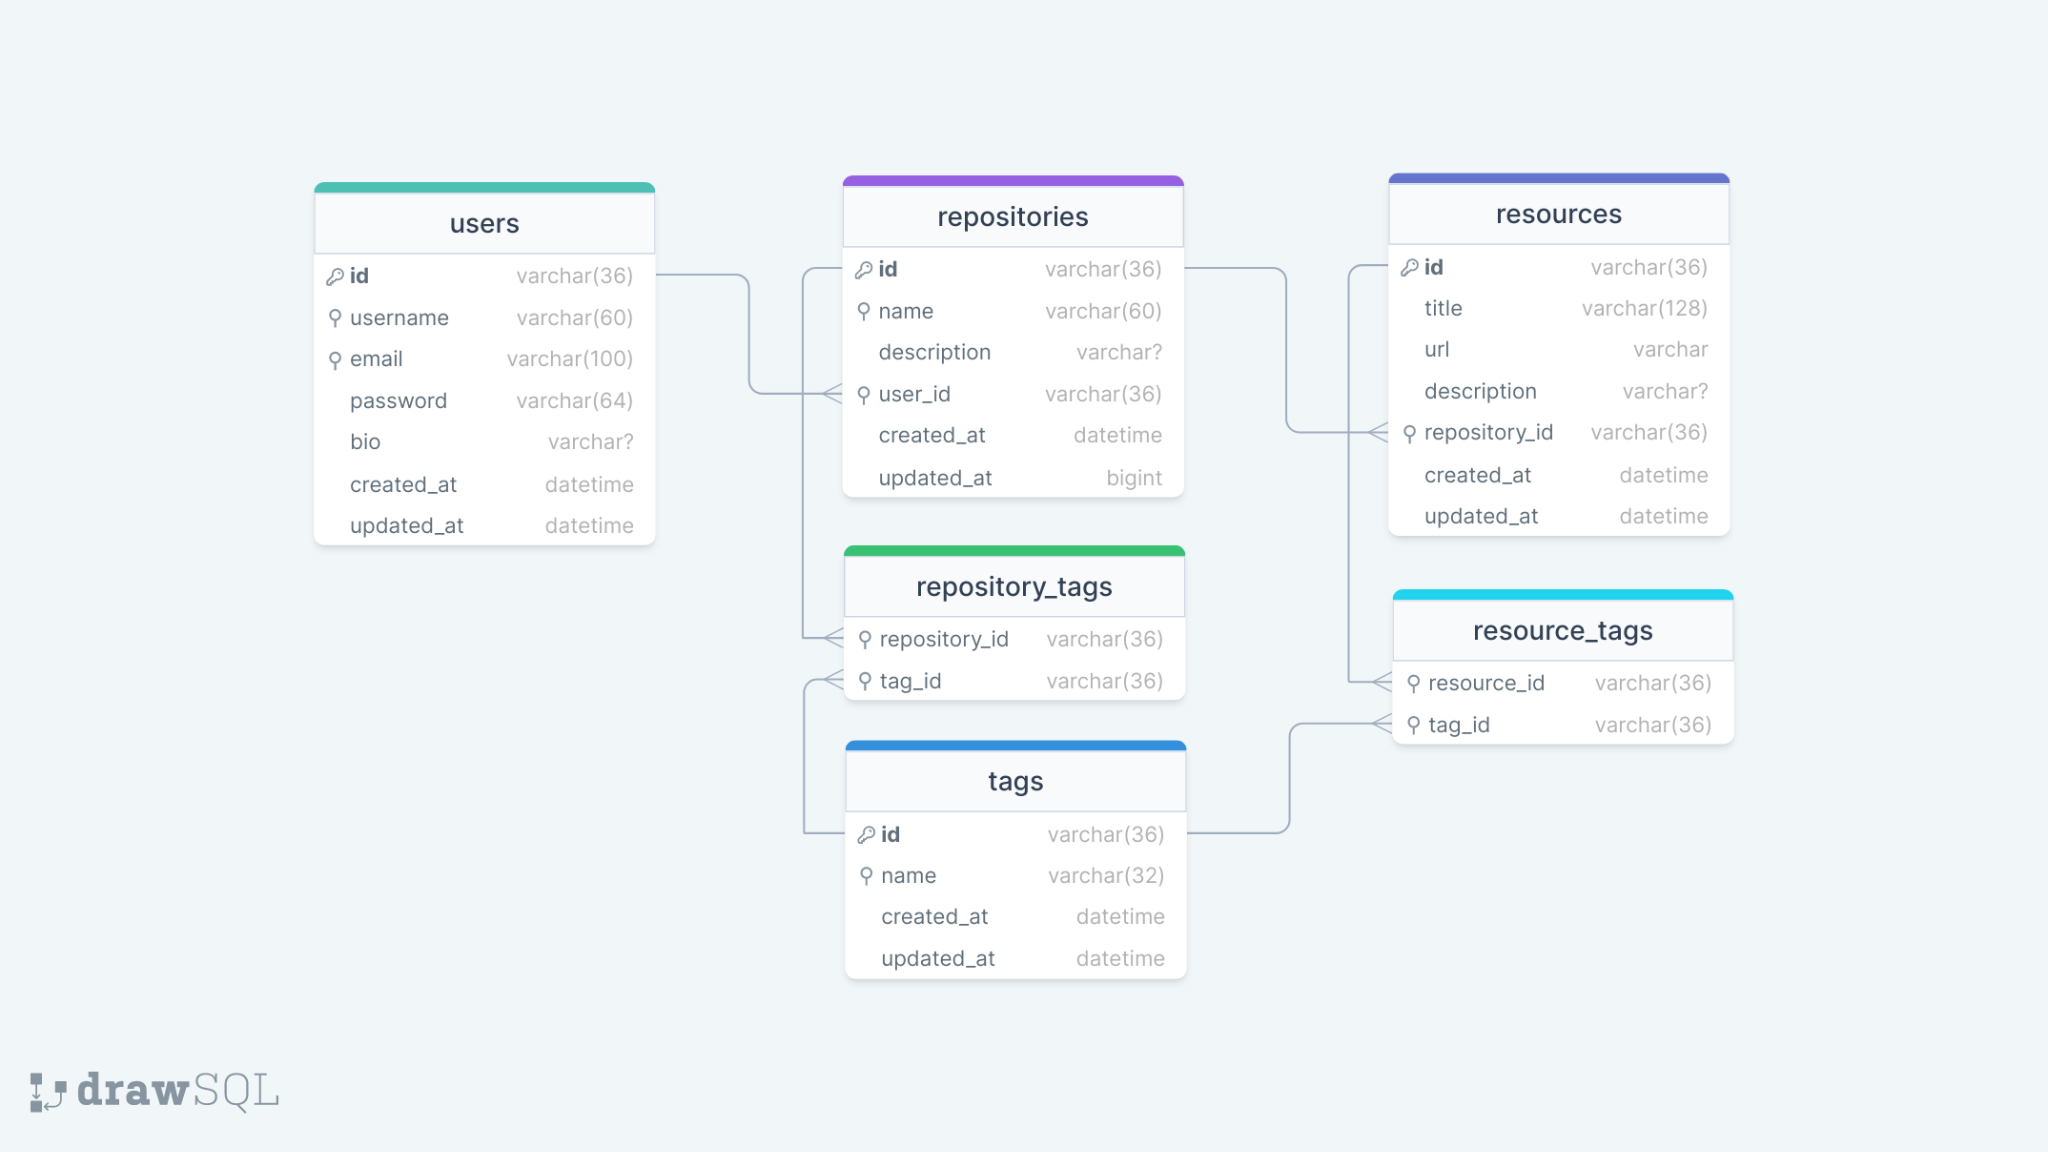 users
id varchar(36)
username varchar(60)
email varchar(100)
password varchar(64)
bio varchar?
created_at datetime
updated_at datetime
repositories
id varchar(36)
name varchar(60)
description varchar?
user_id varchar(36)
created_at datetime
updated_at bigint
resources
id varchar(36)
title varchar(128)
url varchar
description varchar?
repository_id varchar(36)
created_at datetime
updated_at datetime
repository_tags
repository_id varchar(36)
tag_id varchar(36)
resource_tags
resource_id varchar(36)
tag_id varchar(36)
tags
id varchar(36)
name varchar(32)
created_at datetime
updated_at datetime
drawSQL